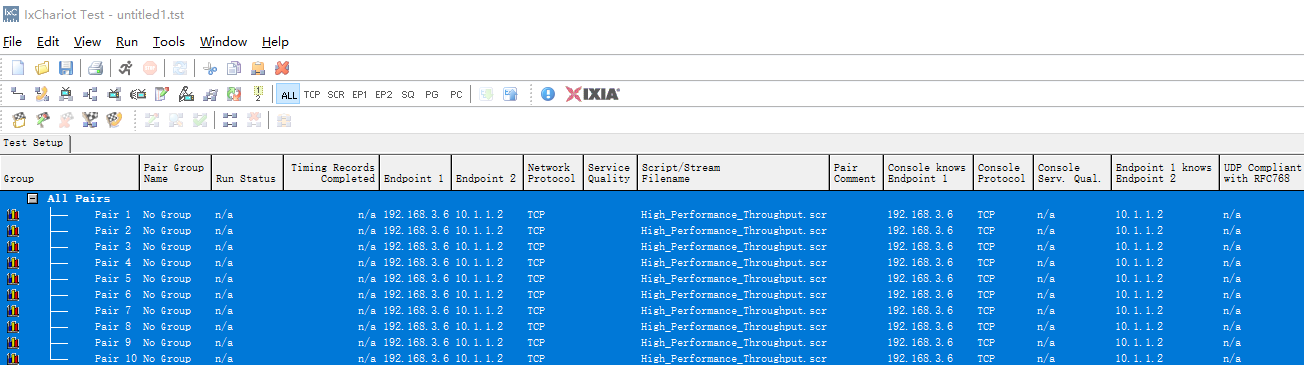 IxC IxChariot Test - untitled1.tst
File Edit View Run Tools Window Help
1 2 ALL TCP SCR EP1 EP2 SQ PG PC IXIA
Test Setup
Group Pair Group Name Run Status Timing Records Completed Endpoint 1 Endpoint 2 Network Protocol Service Quality Script/Stream Filename Pair Comment Console knows Endpoint 1 Console Protocol Console Serv. Qual. Endpoint 1 knows Endpoint 2 UDP Compliant with RFC768
All Pairs
Pair 1 No Group n/a n/a 192.168.3.6 10.1.1.2 TCP High_Performance_Throughput.scr 192.168.3.6 TCP n/a 10.1.1.2 n/a
Pair 2 No Group n/a n/a 192.168.3.6 10.1.1.2 TCP High_Performance_Throughput.scr 192.168.3.6 TCP n/a 10.1.1.2 n/a
Pair 3 No Group n/a n/a 192.168.3.6 10.1.1.2 TCP High_Performance_Throughput.scr 192.168.3.6 TCP n/a 10.1.1.2 n/a
Pair 4 No Group n/a n/a 192.168.3.6 10.1.1.2 TCP High_Performance_Throughput.scr 192.168.3.6 TCP n/a 10.1.1.2 n/a
Pair 5 No Group n/a n/a 192.168.3.6 10.1.1.2 TCP High_Performance_Throughput.scr 192.168.3.6 TCP n/a 10.1.1.2 n/a
Pair 6 No Group n/a n/a 192.168.3.6 10.1.1.2 TCP High_Performance_Throughput.scr 192.168.3.6 TCP n/a 10.1.1.2 n/a
Pair 7 No Group n/a n/a 192.168.3.6 10.1.1.2 TCP High_Performance_Throughput.scr 192.168.3.6 TCP n/a 10.1.1.2 n/a
Pair 8 No Group n/a n/a 192.168.3.6 10.1.1.2 TCP High_Performance_Throughput.scr 192.168.3.6 TCP n/a 10.1.1.2 n/a
Pair 9 No Group n/a n/a 192.168.3.6 10.1.1.2 TCP High_Performance_Throughput.scr 192.168.3.6 TCP n/a 10.1.1.2 n/a
Pair 10 No Group n/a n/a 192.168.3.6 10.1.1.2 TCP High_Performance_Throughput.scr 192.168.3.6 TCP n/a 10.1.1.2 n/a